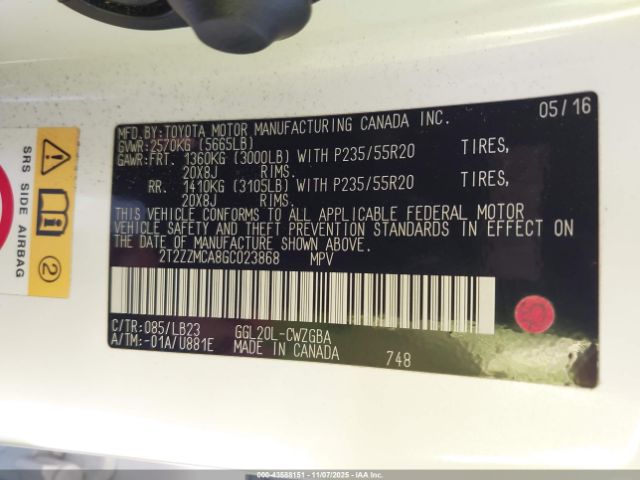 05/16
MFD.BY:TOYOTA MOTOR MANUFACTURING CANADA INC.
GVWR:2570KG (5665LB)
GAWR:FRT. 1360KG (3000LB) WITH P235/55R20 TIRES,
20X8J RIMS.
RR. 1410KG (3105LB) WITH P235/55R20 TIRES,
20X8J RIMS.
THIS VEHICLE CONFORMS TO ALL APPLICABLE FEDERAL MOTOR
VEHICLE SAFETY AND THEFT PREVENTION STANDARDS IN EFFECT
ON THE DATE OF MANUFACTURE SHOWN ABOVE.
2T2ZZMCA8GC023868 MPV
C/TR:085/LB23 GGL20L-CWZGBA
A/TM:-01A/U881E MADE IN CANADA 748
SRS SIDE AIRBAG
2
000-43588151 - 11/07/2025 - COPART